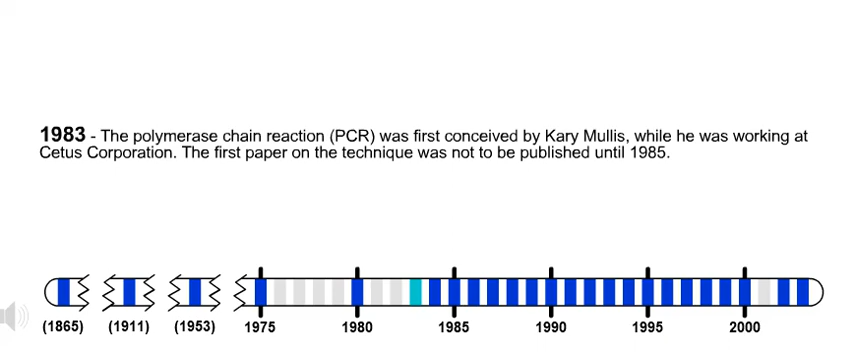 1983 - The polymerase chain reaction (PCR) was first conceived by Kary Mullis, while he was working at
Cetus Corporation. The first paper on the technique was not to be published until 1985.
(1865) (1911) (1953) 1975 1980 1985 1990 1995 2000